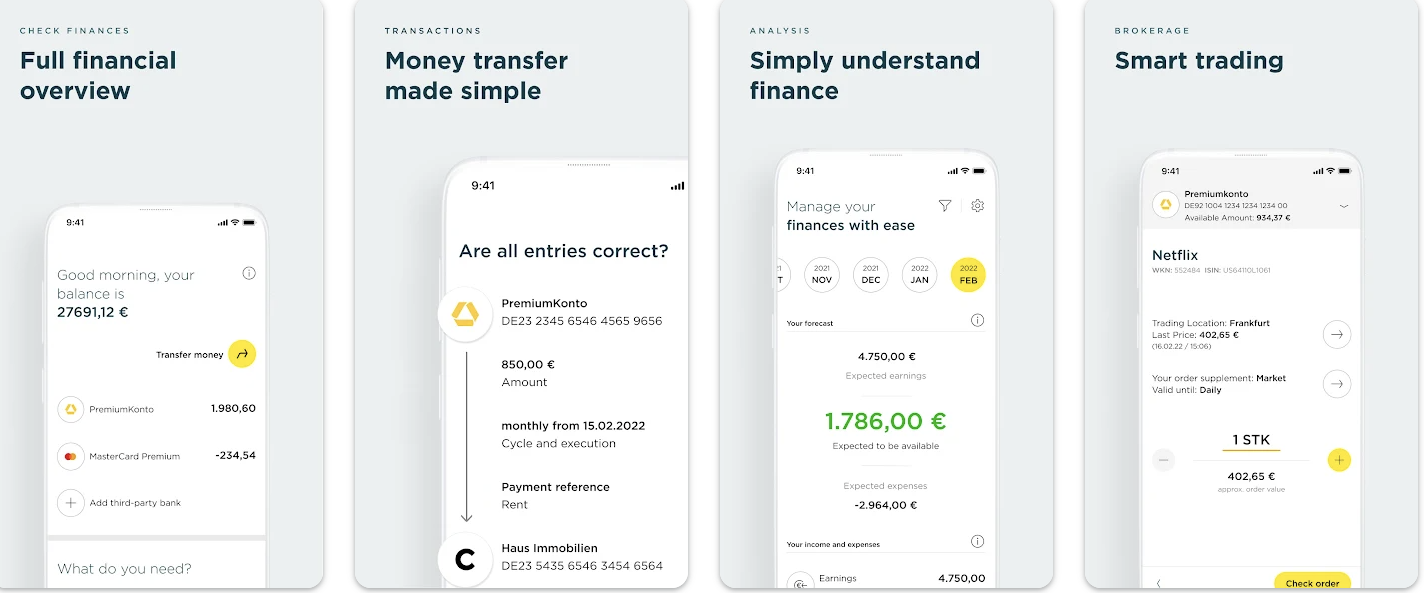 CHECK FINANCES
Full financial
overview
9:41
Good morning, your
balance is
27691,12 €
Transfer money
PremiumKonto 1.980,60
MasterCard Premium -234,54
Add third-party bank
What do you need?
TRANSACTIONS
Money transfer
made simple
9:41
Are all entries correct?
PremiumKonto
DE23 2345 6546 4565 9656
850,00 €
Amount
monthly from 15.02.2022
Cycle and execution
Payment reference
Rent
C
Haus Immobilien
DE23 5435 6546 3454 6564
ANALYSIS
Simply understand
finance
9:41
Manage your
finances with ease
21 2021 2021 2022 2022
T NOV DEC JAN FEB
Your forecast
4.750,00 €
Expected earnings
1.786,00 €
Expected to be available
Expected expenses
-2.964,00 €
Your income and expenses
Earnings 4.750,00
BROKERAGE
Smart trading
9:41
Premiumkonto
DE92 1004 1234 1234 1234 00
Available Amount: 934,37 €
Netflix
WKN: 552484 ISIN: US64110L1061
Trading Location: Frankfurt
Last Price: 402,65 €
(16.02.22 / 15:06)
Your order supplement: Market
Valid until: Daily
1 STK
402,65 €
approx. order value
Check order